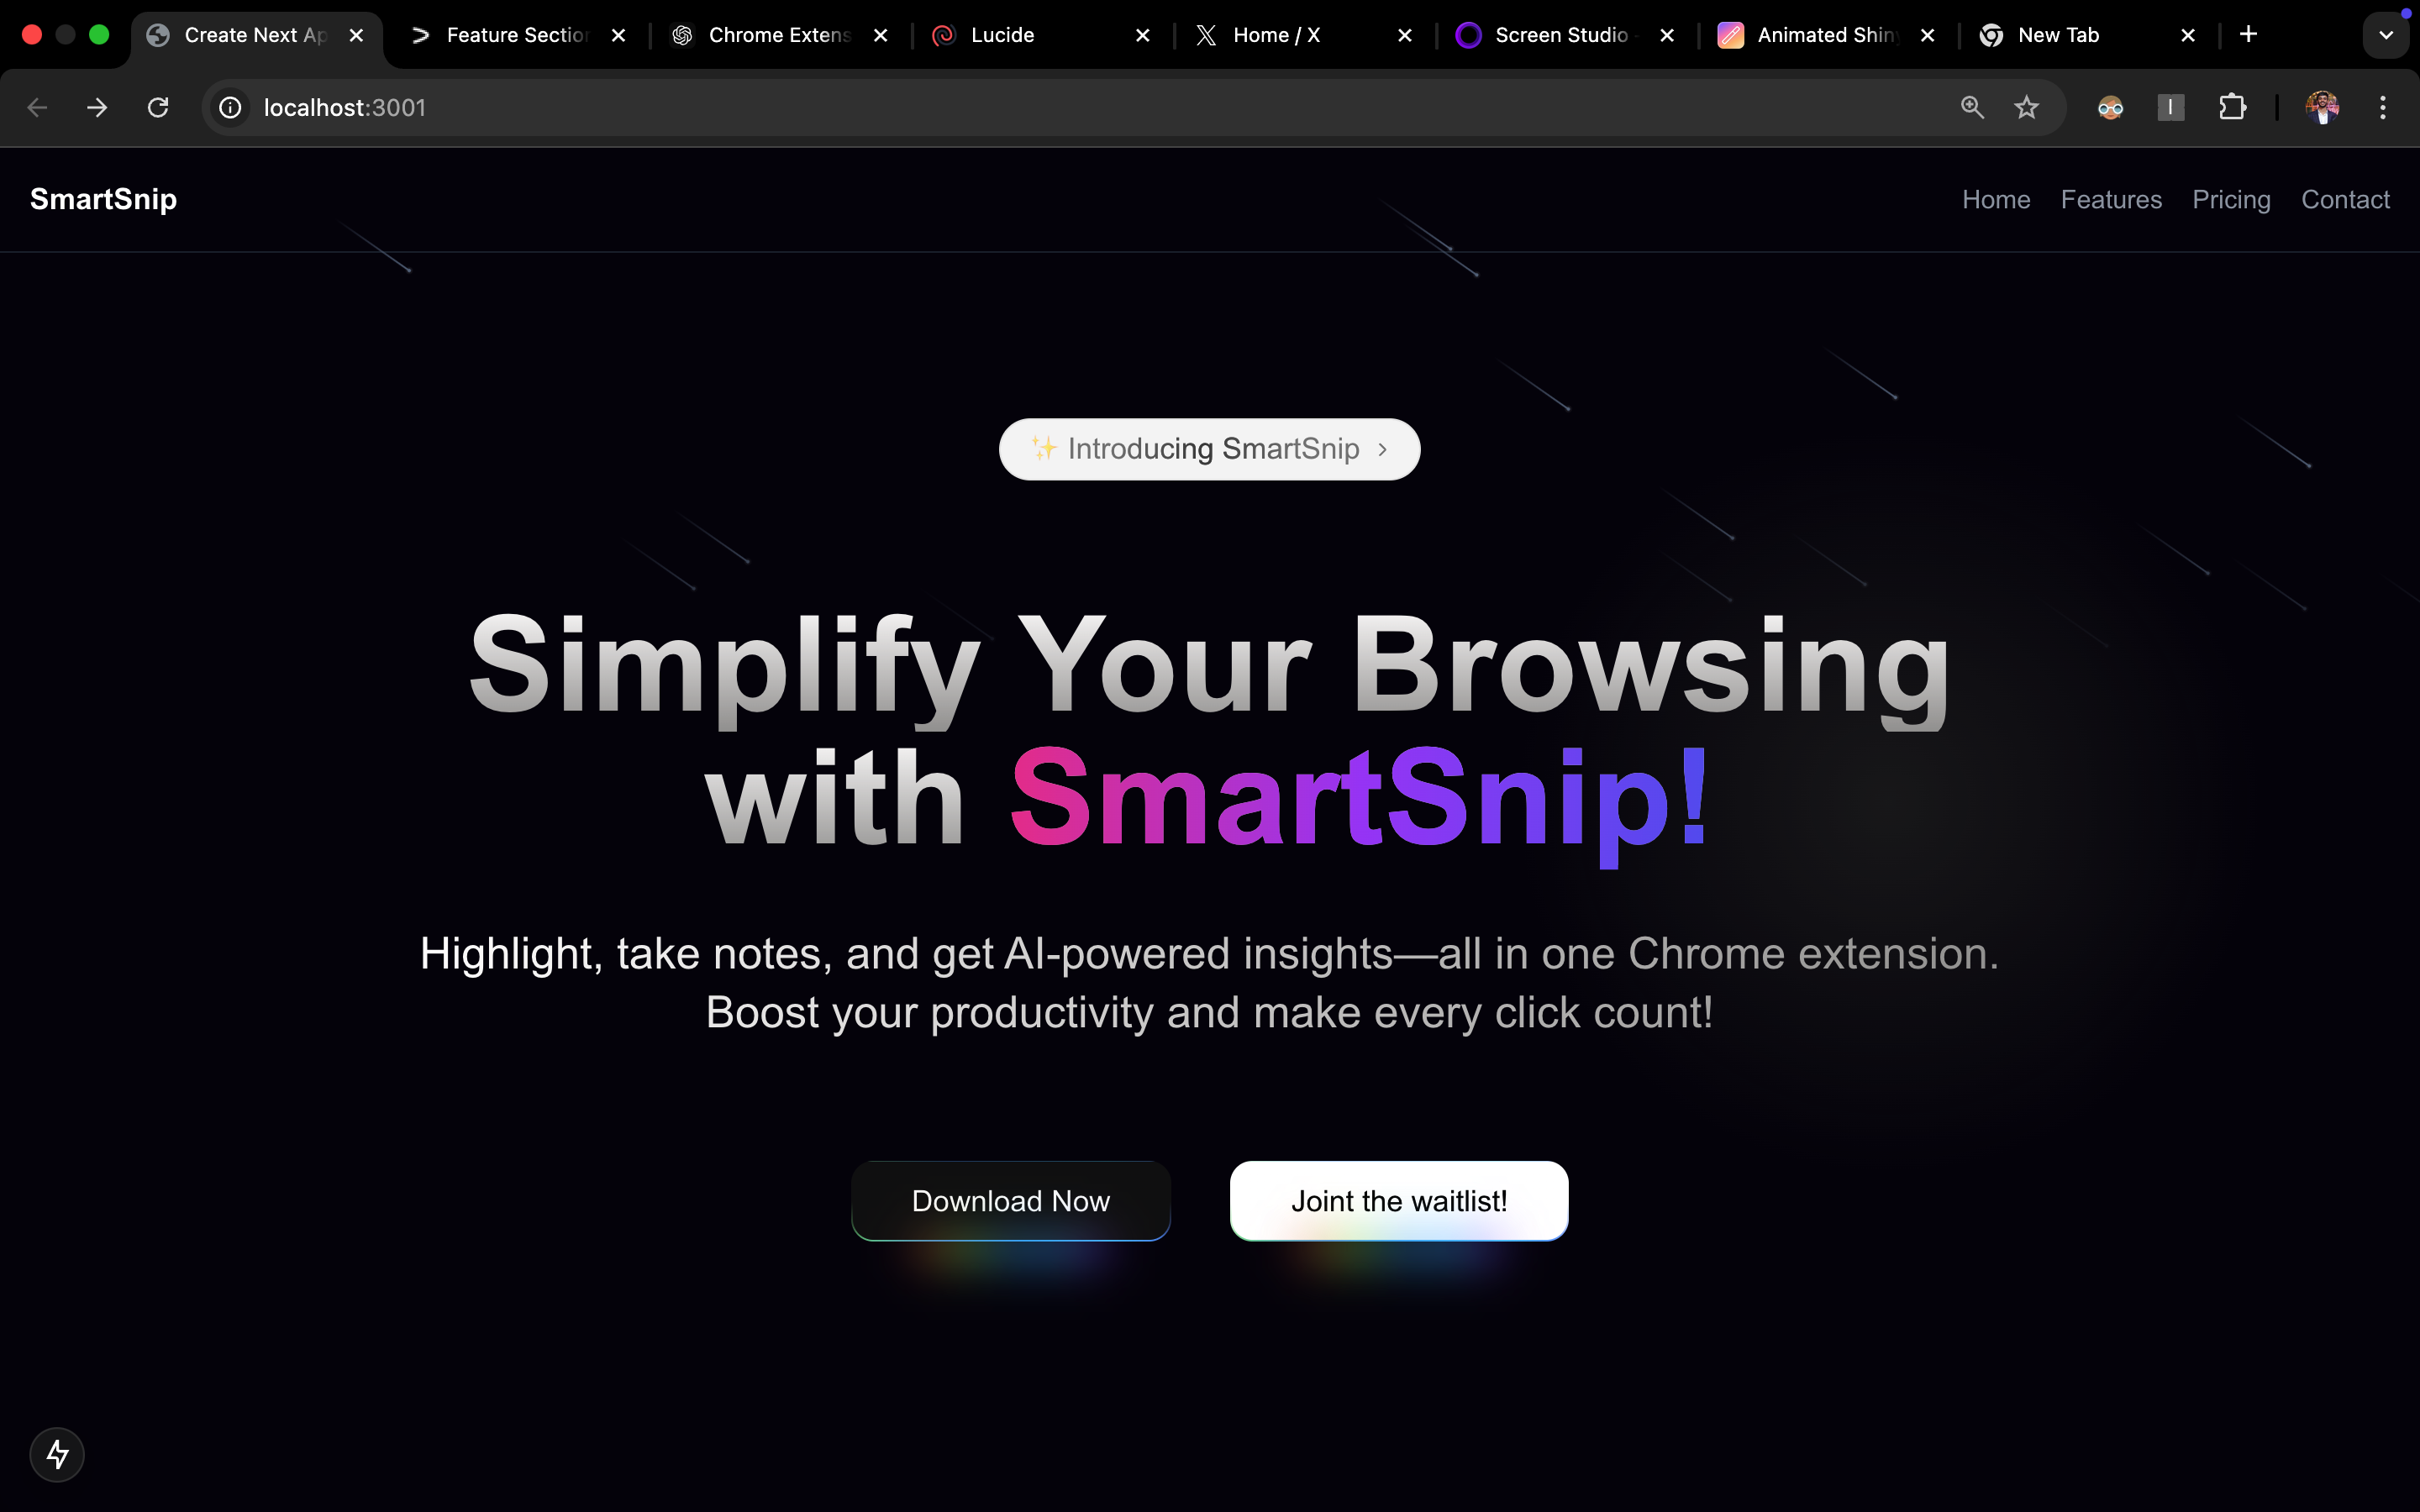 Create Next Ap
Feature Section
Chrome Extens
Lucide
Home / X
Screen Studio -
Animated Shiny
New Tab
localhost:3001
SmartSnip
Home
Features
Pricing
Contact
✨ Introducing SmartSnip
Simplify Your Browsing
with SmartSnip!
Highlight, take notes, and get AI-powered insights—all in one Chrome extension.
Boost your productivity and make every click count!
Download Now
Joint the waitlist!